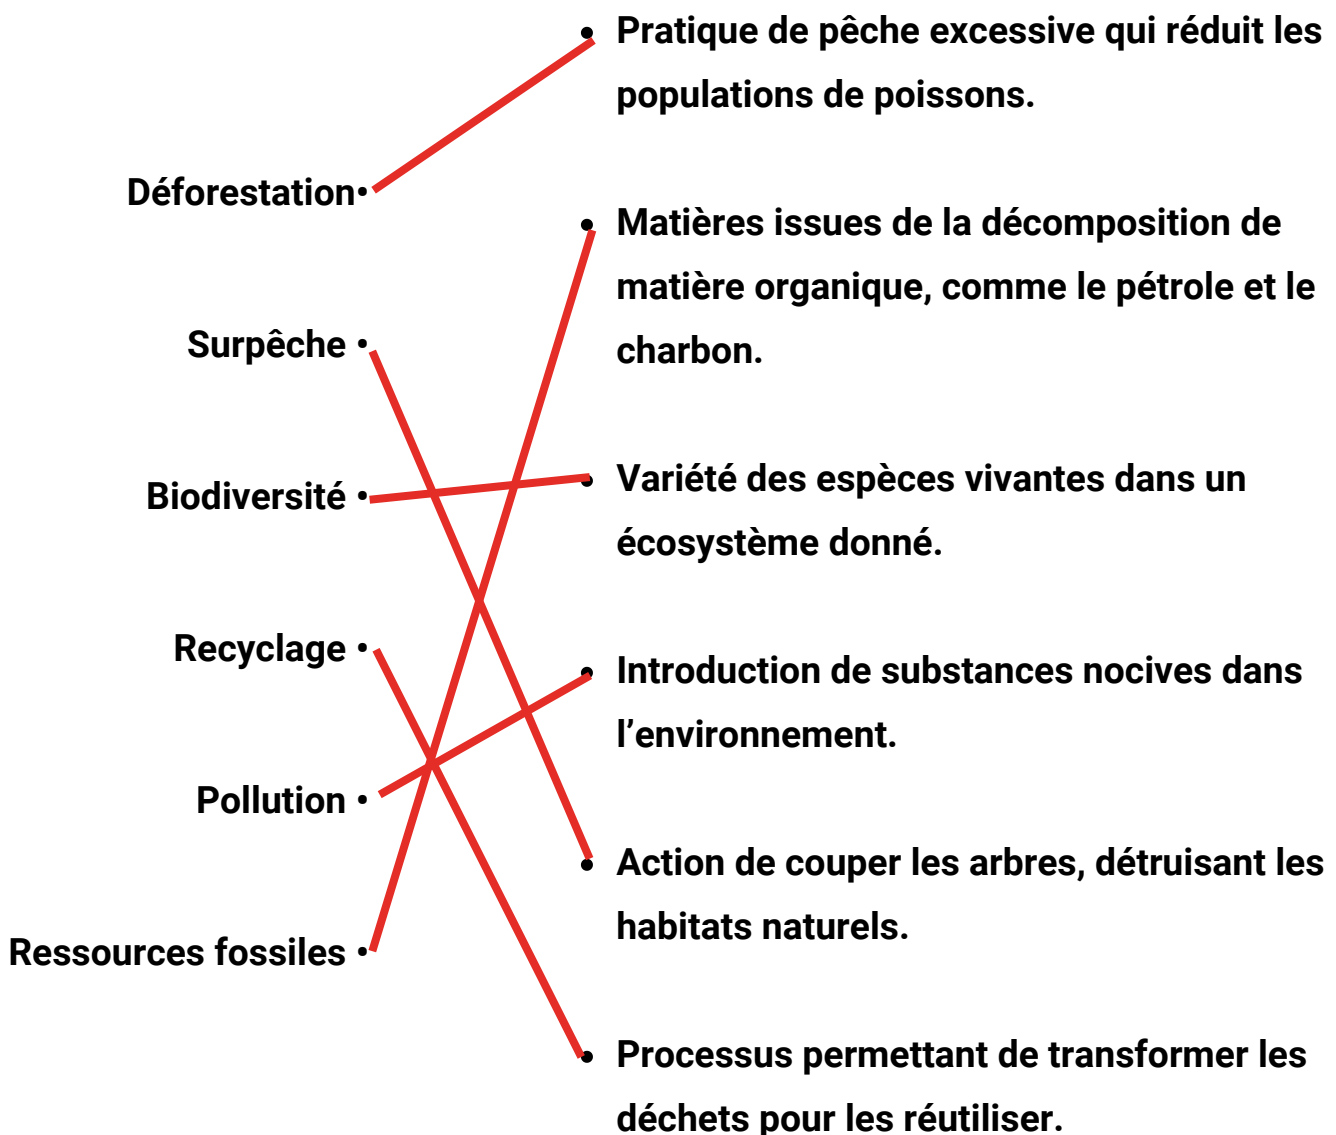 Déforestation
Surpêche
Biodiversité
Recyclage
Pollution
Ressources fossiles
Pratique de pêche excessive qui réduit les
populations de poissons.
Matières issues de la décomposition de
matière organique, comme le pétrole et le
charbon.
Variété des espèces vivantes dans un
écosystème donné.
Introduction de substances nocives dans
l’environnement.
Action de couper les arbres, détruisant les
habitats naturels.
Processus permettant de transformer les
déchets pour les réutiliser.